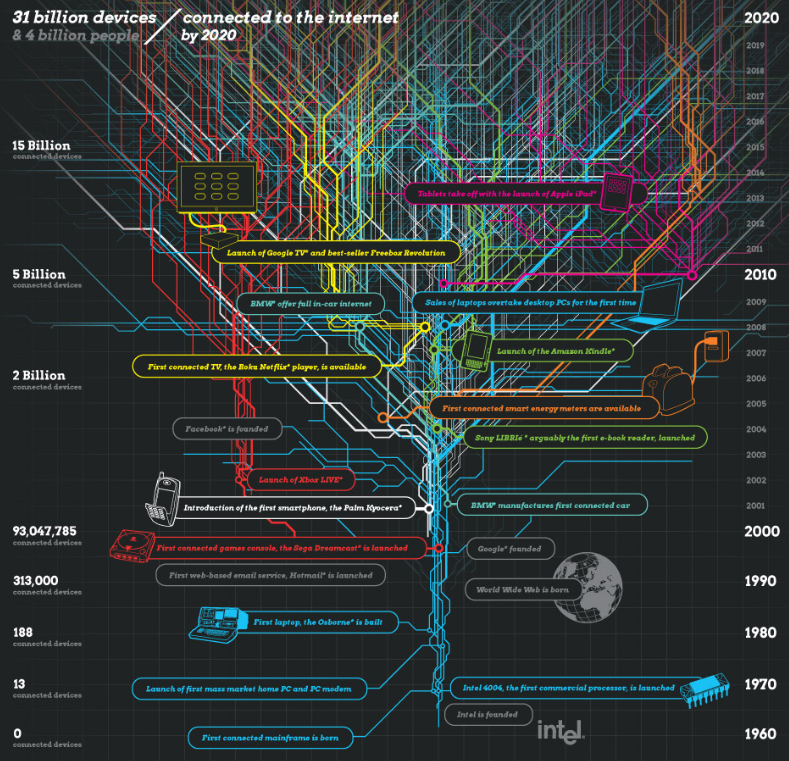 31 billion devices
& 4 billion people
connected to the internet
by 2020
2020
2019
2018
2017
2016
15 Billion
connected devices
2015
2014
Tablets take off with the launch of Apple iPad*
2013
2012
Launch of Google TV* and best-seller Freebox Revolution
2011
5 Billion
connected devices
2010
BMW* offer full in-car internet
Sales of laptops overtake desktop PCs for the first time
2009
2008
Launch of the Amazon Kindle*
2007
First connected TV, the Roku Netflix* player, is available
2 Billion
connected devices
2006
First connected smart energy meters are available
2005
Facebook* is founded
Sony LIBRIe* arguably the first e-book reader, launched
2004
2003
Launch of Xbox LIVE*
2002
Introduction of the first smartphone, the Palm Kyocera*
BMW* manufactures first connected car
2001
93,047,785
connected devices
2000
First connected games console, the Sega Dreamcast* is launched
Google* founded
First web-based email service, Hotmail* is launched
313,000
connected devices
1990
World Wide Web is born
First laptop, the Osborne* is built
188
connected devices
1980
13
connected devices
Launch of first mass market home PC and PC modem
Intel 4004, the first commercial processor, is launched
1970
Intel is founded
First connected mainframe is born
intel
0
connected devices
1960